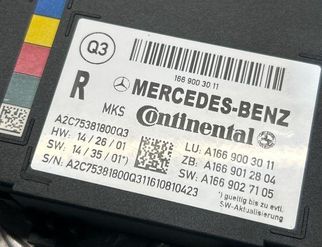 Q3
166 900 30 11
R
MERCEDES-BENZ
MKS
Continental
A2C75381800Q3
HW: 14 / 26 / 01
SW: 14 / 35 / 01*)
S/N: A2C75381800Q311610810423
LU: A166 900 30 11
ZB: A166 901 28 04
SW: A166 902 71 05
*) gueltig bis zu evtl.
SW-Aktualisierung